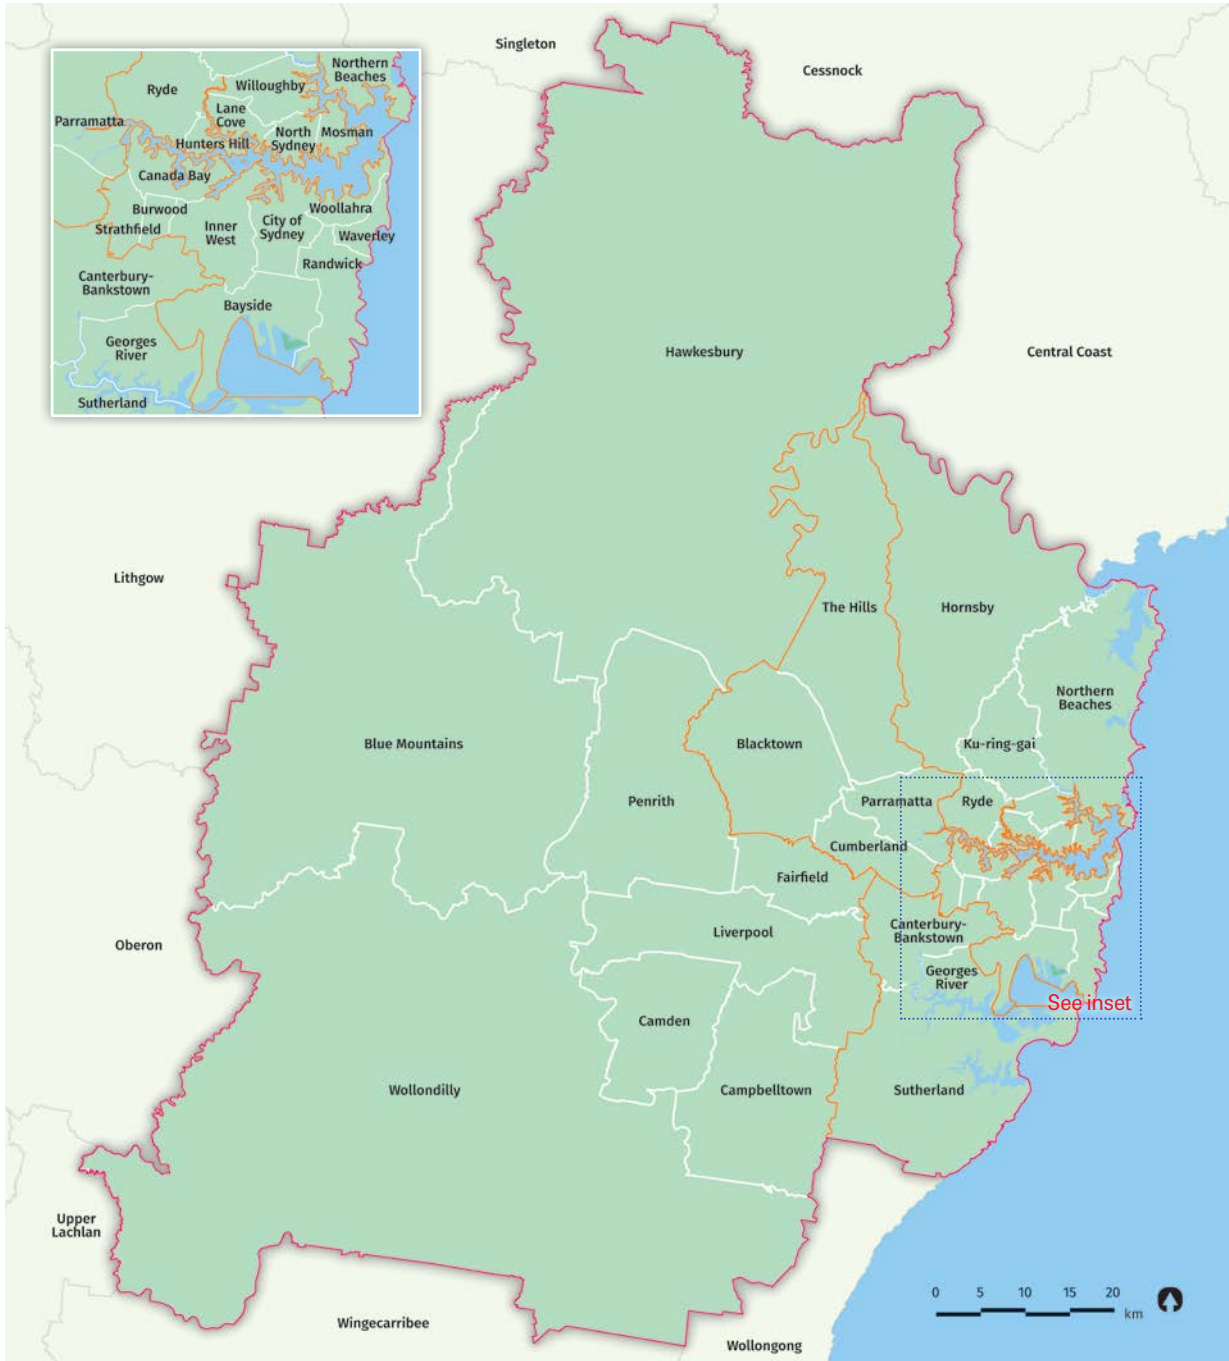 Singleton
Cessnock
Northern
Beaches
Ryde
Willoughby
Lane
Cove
Parramatta
North
Sydney
Mosman
Hunters Hill
Canada Bay
Burwood
Strathfield
Inner
West
City of
Sydney
Woollahra
Waverley
Randwick
Canterbury-
Bankstown
Bayside
Georges
River
Sutherland
Hawkesbury
Central Coast
Lithgow
The Hills
Hornsby
Northern
Beaches
Blue Mountains
Blacktown
Ku-ring-gai
Penrith
Parramatta
Ryde
Cumberland
Fairfield
Oberon
Liverpool
Canterbury-
Bankstown
Georges
River
See inset
Camden
Wollondilly
Campbelltown
Sutherland
Upper
Lachlan
Wingecarribee
Wollongong
0 5 10 15 20
km